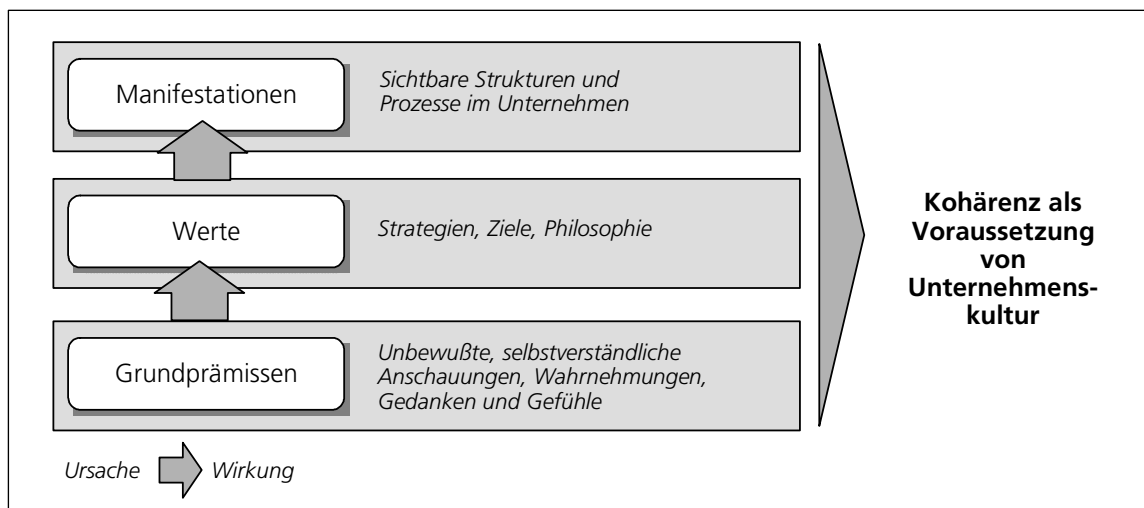 Manifestationen
Sichtbare Strukturen und
Prozesse im Unternehmen
Werte
Strategien, Ziele, Philosophie
Grundprämissen
Unbewußte, selbstverständliche
Anschauungen, Wahrnehmungen,
Gedanken und Gefühle
Kohärenz als
Voraussetzung
von
Unternehmens-
kultur
Ursache
Wirkung